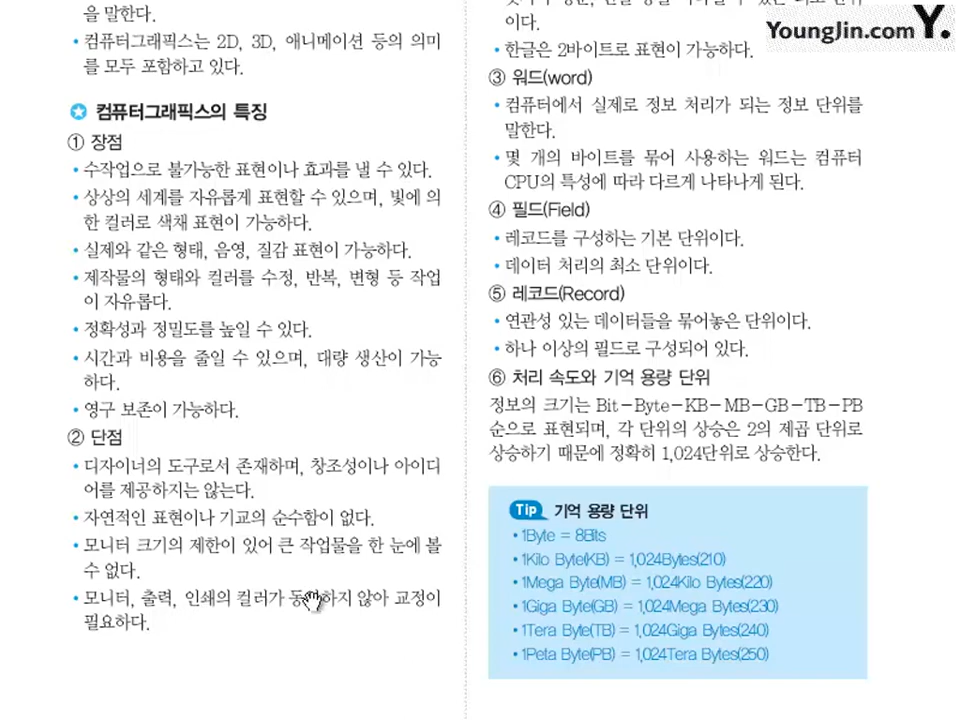 을 말한다.
• 컴퓨터그래픽스는 2D, 3D, 애니메이션 등의 의미
를 모두 포함하고 있다.
컴퓨터그래픽스의 특징
① 장점
• 수작업으로 불가능한 표현이나 효과를 낼 수 있다.
• 상상의 세계를 자유롭게 표현할 수 있으며, 빛에 의
한 컬러로 색채 표현이 가능하다.
• 실제와 같은 형태, 음영, 질감 표현이 가능하다.
• 제작물의 형태와 컬러를 수정, 반복, 변형 등 작업
이 자유롭다.
• 정확성과 정밀도를 높일 수 있다.
• 시간과 비용을 줄일 수 있으며, 대량 생산이 가능
하다.
• 영구 보존이 가능하다.
② 단점
• 디자이너의 도구로서 존재하며, 창조성이나 아이디
어를 제공하지는 않는다.
• 자연적인 표현이나 기교의 순수함이 없다.
• 모니터 크기의 제한이 있어 큰 작업물을 한 눈에 볼
수 없다.
• 모니터, 출력, 인쇄의 컬러가 하지 않아 교정이
필요하다.
이다.
• 한글은 2바이트로 표현이 가능하다.
③ 워드(word)
• 컴퓨터에서 실제로 정보 처리가 되는 정보 단위를
말한다.
• 몇 개의 바이트를 묶어 사용하는 워드는 컴퓨터
CPU의 특성에 따라 다르게 나타나게 된다.
④ 필드(Field)
• 레코드를 구성하는 기본 단위이다.
• 데이터 처리의 최소 단위이다.
⑤ 레코드(Record)
• 연관성 있는 데이터들을 묶어놓은 단위이다.
• 하나 이상의 필드로 구성되어 있다.
⑥ 처리 속도와 기억 용량 단위
정보의 크기는 Bit-Byte-KB-MB-GB-TB-PB
순으로 표현되며, 각 단위의 상승은 2의 제곱 단위로
상승하기 때문에 정확히 1,024단위로 상승한다.
Tip 기억 용량 단위
• 1Byte = 8Bits
• 1Kilo Byte(KB) = 1,024Bytes(210)
• 1Mega Byte(MB) = 1,024Kilo Bytes(220)
• 1Giga Byte(GB) = 1,024Mega Bytes(230)
• 1Tera Byte(TB) = 1,024Giga Bytes(240)
• 1Peta Byte(PB) = 1,024Tera Bytes(250)
YoungJin.com Y.